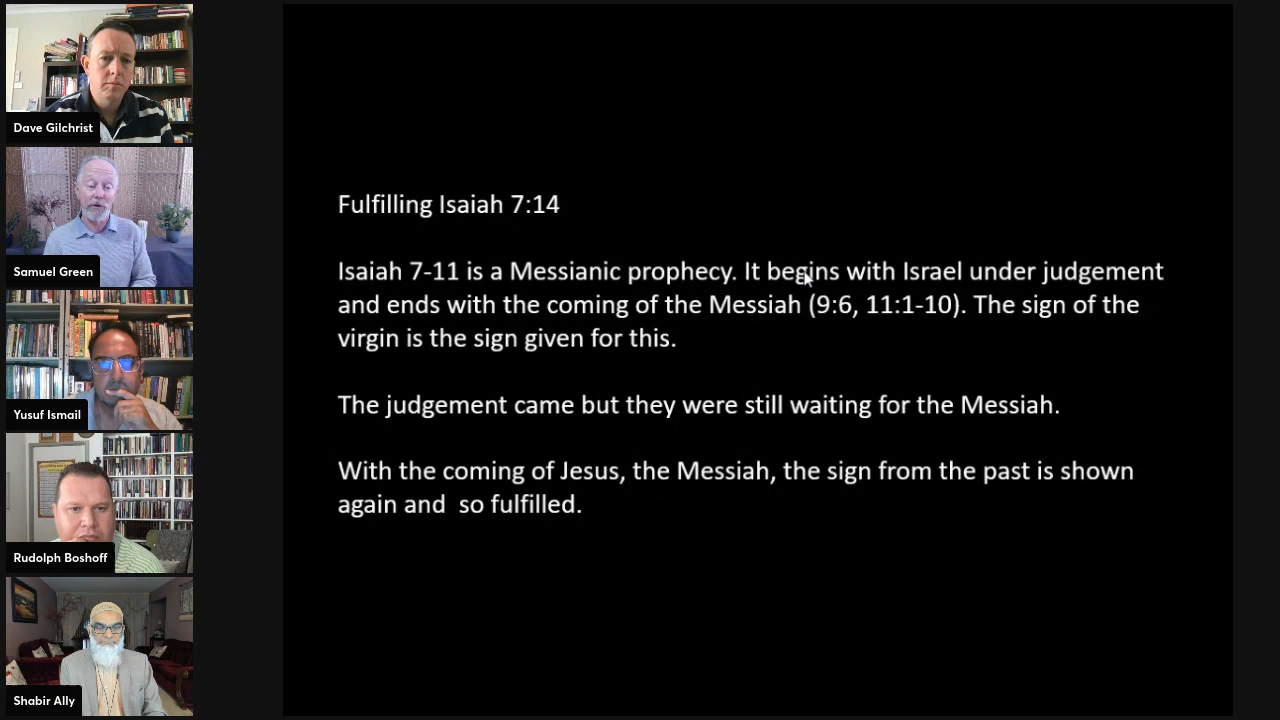 Dave Gilchrist
Samuel Green
Yusuf Ismail
Rudolph Boshoff
Shabir Ally
Fulfilling Isaiah 7:14
Isaiah 7-11 is a Messianic prophecy. It begins with Israel under judgement
and ends with the coming of the Messiah (9:6, 11:1-10). The sign of the
virgin is the sign given for this.
The judgement came but they were still waiting for the Messiah.
With the coming of Jesus, the Messiah, the sign from the past is shown
again and  so fulfilled.